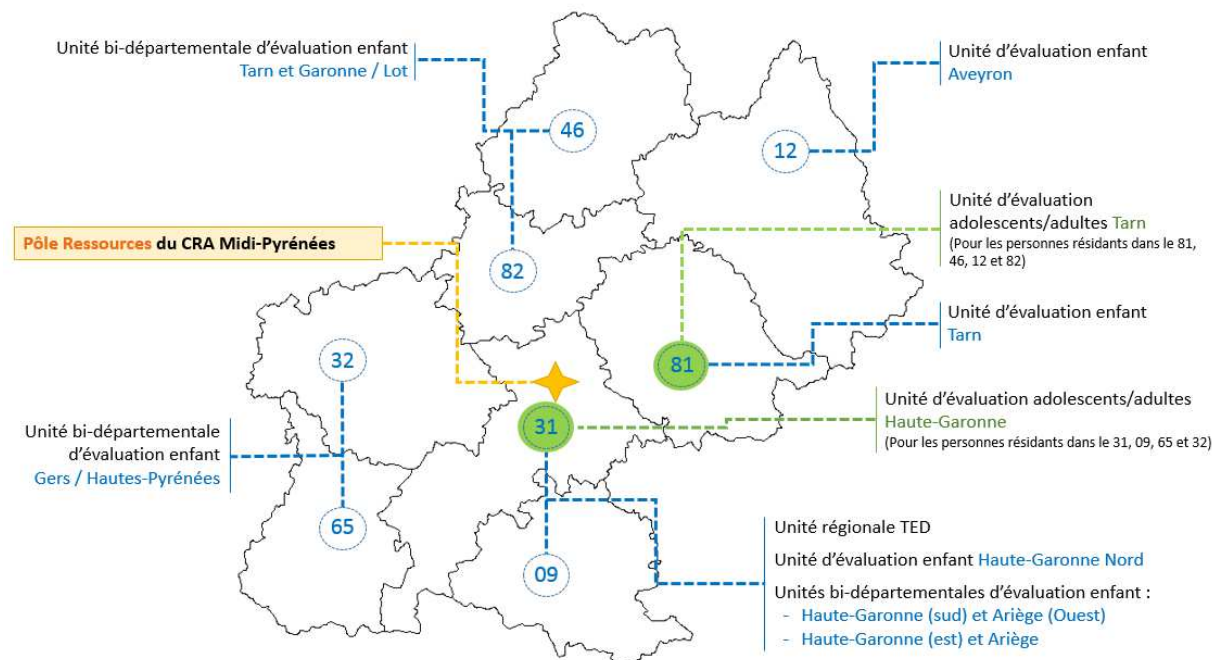 Unité bi-départementale d'évaluation enfant
Tarn et Garonne / Lot
Unité d'évaluation enfant
Aveyron
46
12
Unité d'évaluation
adolescents/adultes Tarn
(Pour les personnes résidants dans le 81,
46, 12 et 82)
Pôle Ressources du CRA Midi-Pyrénées
82
Unité d'évaluation enfant
Tarn
32
81
Unité d'évaluation adolescents/adultes
Haute-Garonne
(Pour les personnes résidants dans le 31, 09, 65 et 32)
31
Unité bi-départementale
d'évaluation enfant
Gers / Hautes-Pyrénées
65
09
Unité régionale TED
Unité d'évaluation enfant Haute-Garonne Nord
Unités bi-départementales d'évaluation enfant :
- Haute-Garonne (sud) et Ariège (Ouest)
- Haute-Garonne (est) et Ariège